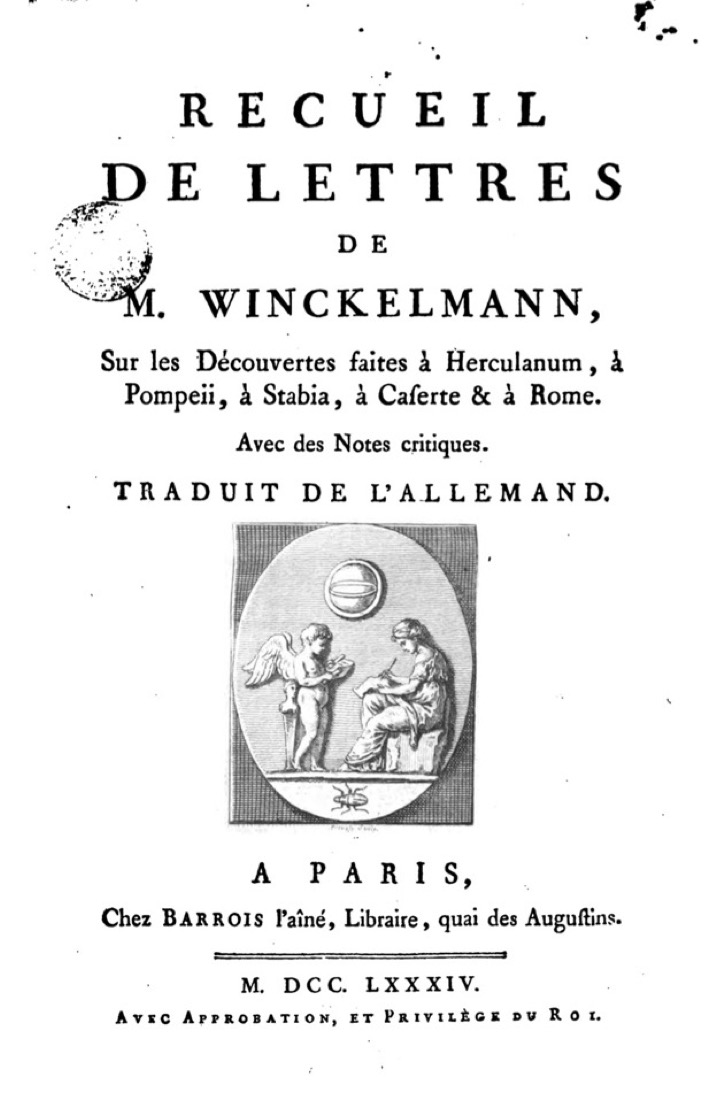 RECUEIL
DE LETTRES
DE
M. WINCKELMANN,
Sur les Découvertes faites à Herculanum, à
Pompeii, à Stabia, à Caſerte & à Rome.
Avec des Notes critiques.
TRADUIT DE L'ALLEMAND.
A PARIS,
Chez BARROIS l'aîné, Libraire, quai des Auguſtins.
M. DCC. LXXXIV.
AVEC APPROBATION, ET PRIVILÈGE DU ROI.